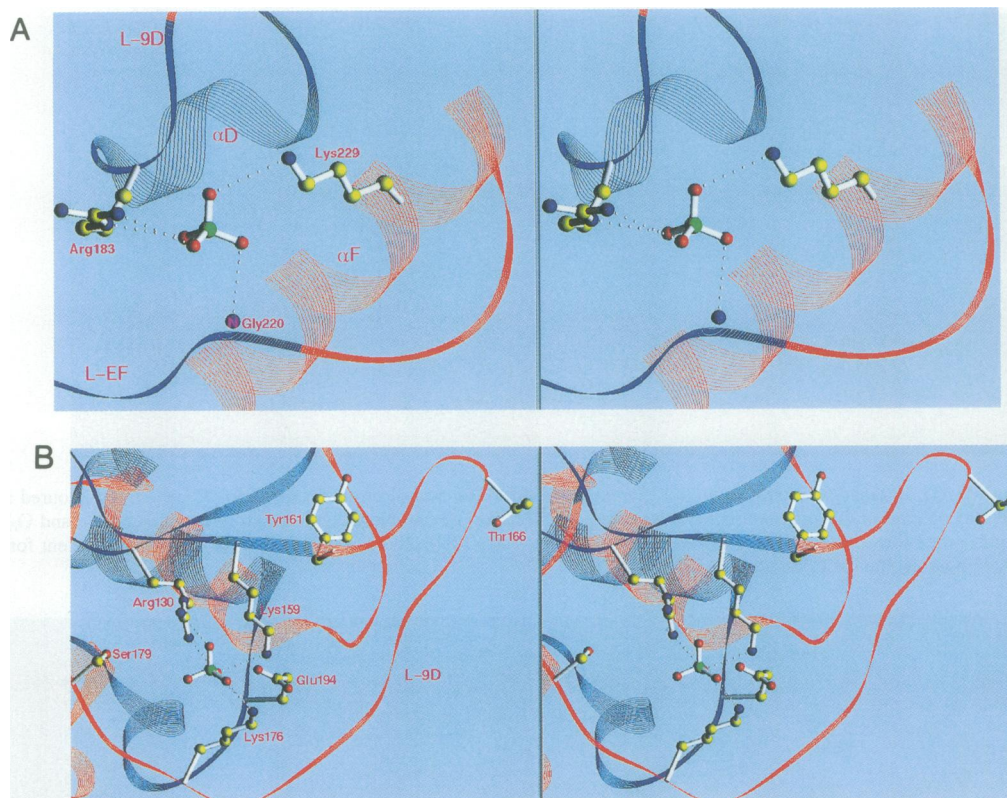 A
L-9D
αD
Lys229
Arg183
αF
Gly220
L-EF
B
Tyr161
Thr166
Arg130
Lys159
Ser179
L-9D
Glu194
Lys176